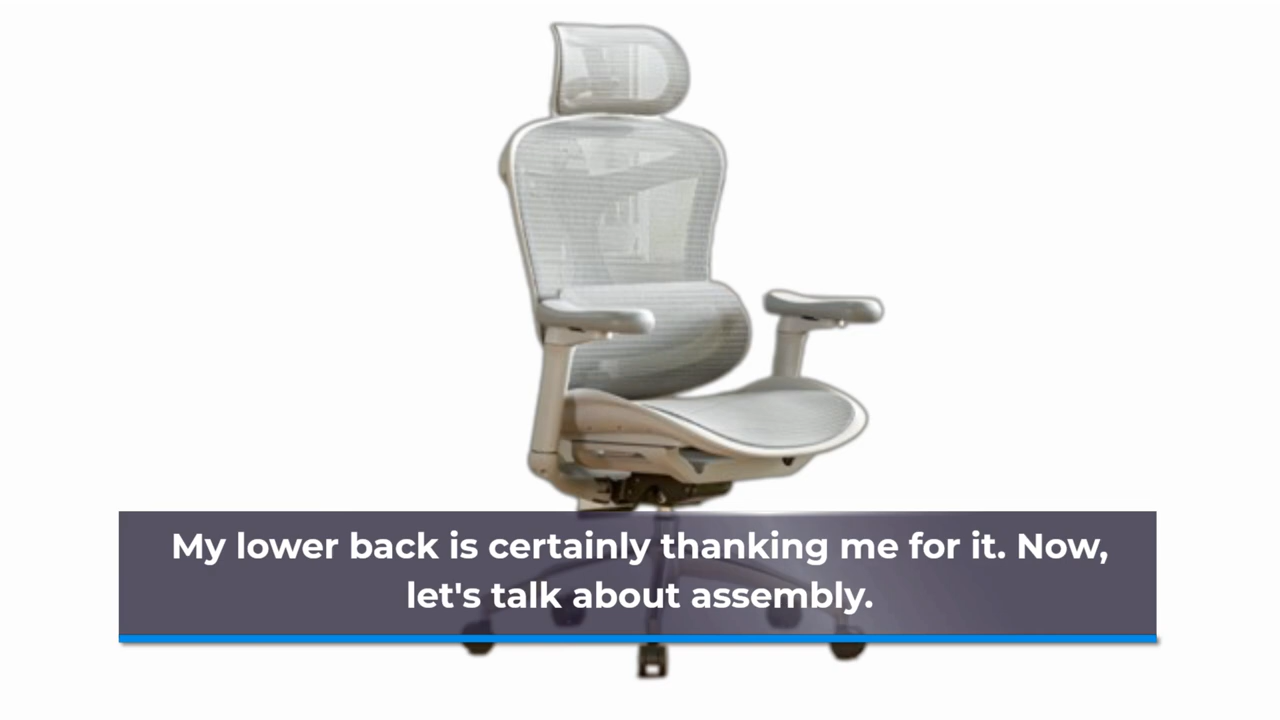 My lower back is certainly thanking me for it. Now,
let's talk about assembly.